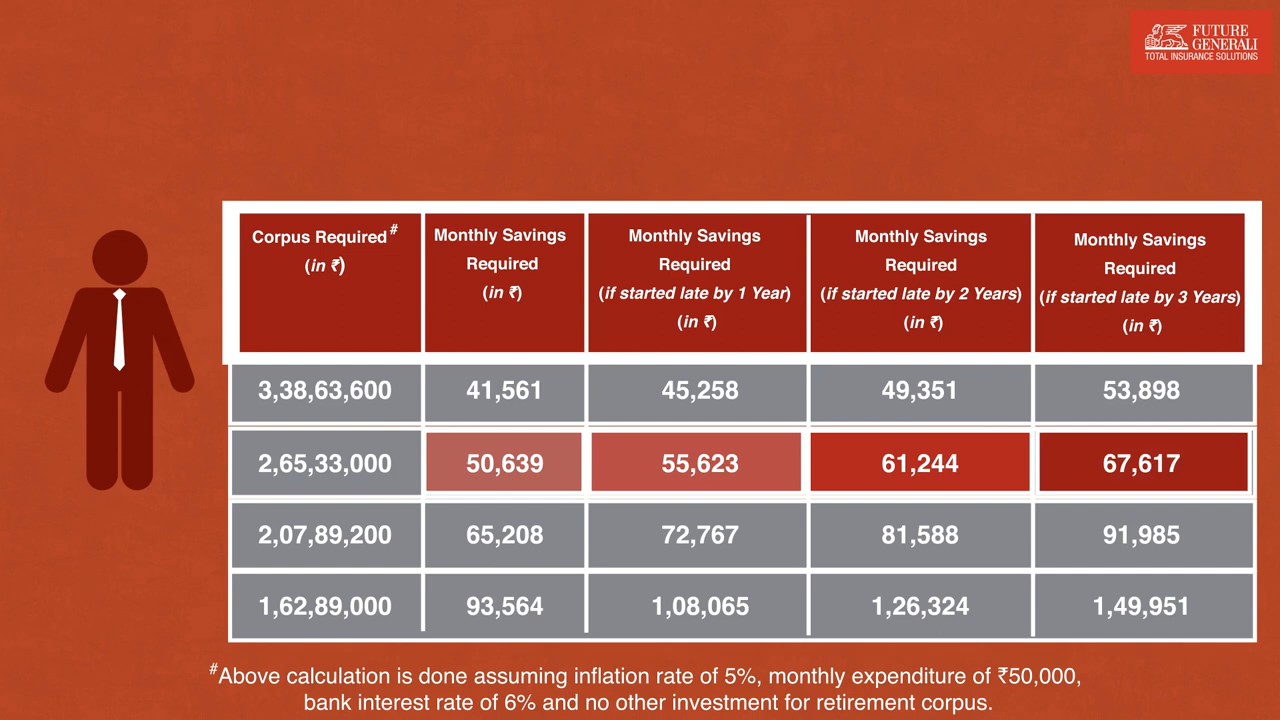 FUTURE
GENERALI
TOTAL INSURANCE SOLUTIONS
Corpus Required#
(in ₹)
Monthly Savings
Required
(in ₹)
Monthly Savings
Required
(if started late by 1 Year)
(in ₹)
Monthly Savings
Required
(if started late by 2 Years)
(in ₹)
Monthly Savings
Required
(if started late by 3 Years)
(in ₹)
3,38,63,600 41,561 45,258 49,351 53,898
2,65,33,000 50,639 55,623 61,244 67,617
2,07,89,200 65,208 72,767 81,588 91,985
1,62,89,000 93,564 1,08,065 1,26,324 1,49,951
#Above calculation is done assuming inflation rate of 5%, monthly expenditure of ₹50,000,
bank interest rate of 6% and no other investment for retirement corpus.